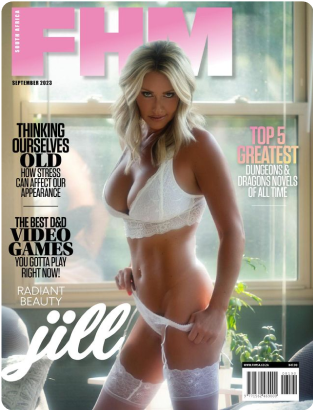 SOUTH AFRICA
FHM
SEPTEMBER 2023
THINKING
OURSELVES
OLD
HOW STRESS
CAN AFFECT OUR
APPEARANCE
TOP 5
GREATEST
DUNGEONS &
DRAGONS NOVELS
OF ALL TIME
THE BEST D&D
VIDEO
GAMES
YOU GOTTA PLAY
RIGHT NOW!
RADIANT
BEAUTY
jill